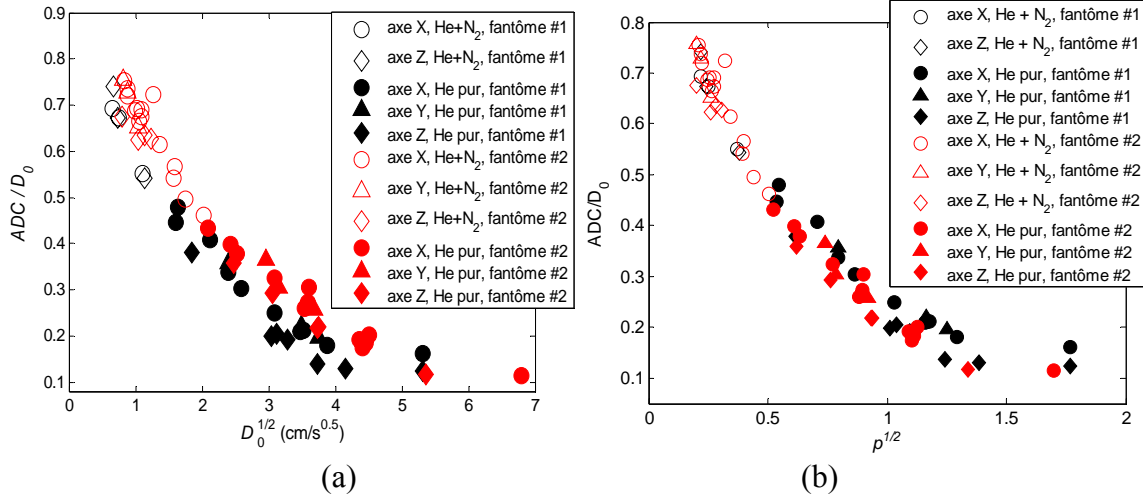 0.9
0.8
0.7
0.6
0.5
0.4
0.3
0.2
0.1
ADC / D0
0 1 2 3 4 5 6 7
D0^1/2 (cm/s^0.5)
axe X, He+N2, fantôme #1
axe Z, He+N2, fantôme #1
axe X, He pur, fantôme #1
axe Y, He pur, fantôme #1
axe Z, He pur, fantôme #1
axe X, He+N2, fantôme #2
axe Y, He+N2, fantôme #2
axe Z, He+N2, fantôme #2
axe X, He pur, fantôme #2
axe Y, He pur, fantôme #2
axe Z, He pur, fantôme #2
(a)
0.8
0.7
0.6
0.5
0.4
0.3
0.2
0.1
ADC/D0
0 0.5 1 1.5 2
p^1/2
axe X, He + N2, fantôme #1
axe Z, He + N2, fantôme #1
axe X, He pur, fantôme #1
axe Y, He pur, fantôme #1
axe Z, He pur, fantôme #1
axe X, He + N2, fantôme #2
axe Y, He + N2, fantôme #2
axe Z, He + N2, fantôme #2
axe X, He pur, fantôme #2
axe Y, He pur, fantôme #2
axe Z, He pur, fantôme #2
(b)